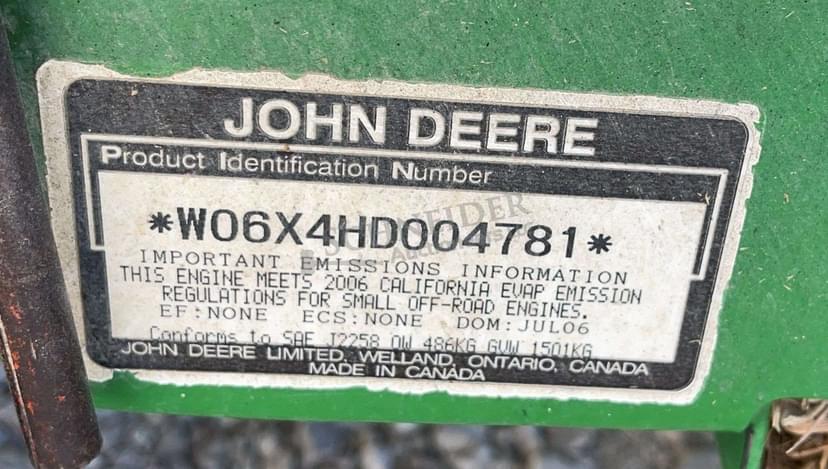 JOHN DEERE
Product Identification Number
*W06X4HD004781*
IMPORTANT EMISSIONS INFORMATION
THIS ENGINE MEETS 2006 CALIFORNIA EVAP EMISSION
REGULATIONS FOR SMALL OFF-ROAD ENGINES.
EF:NONE ECS:NONE DOM:JUL06
Conforms to SAE J2258 OW 486KG GVW 1501KG
JOHN DEERE LIMITED, WELLAND, ONTARIO, CANADA
MADE IN CANADA
SCHNEIDER